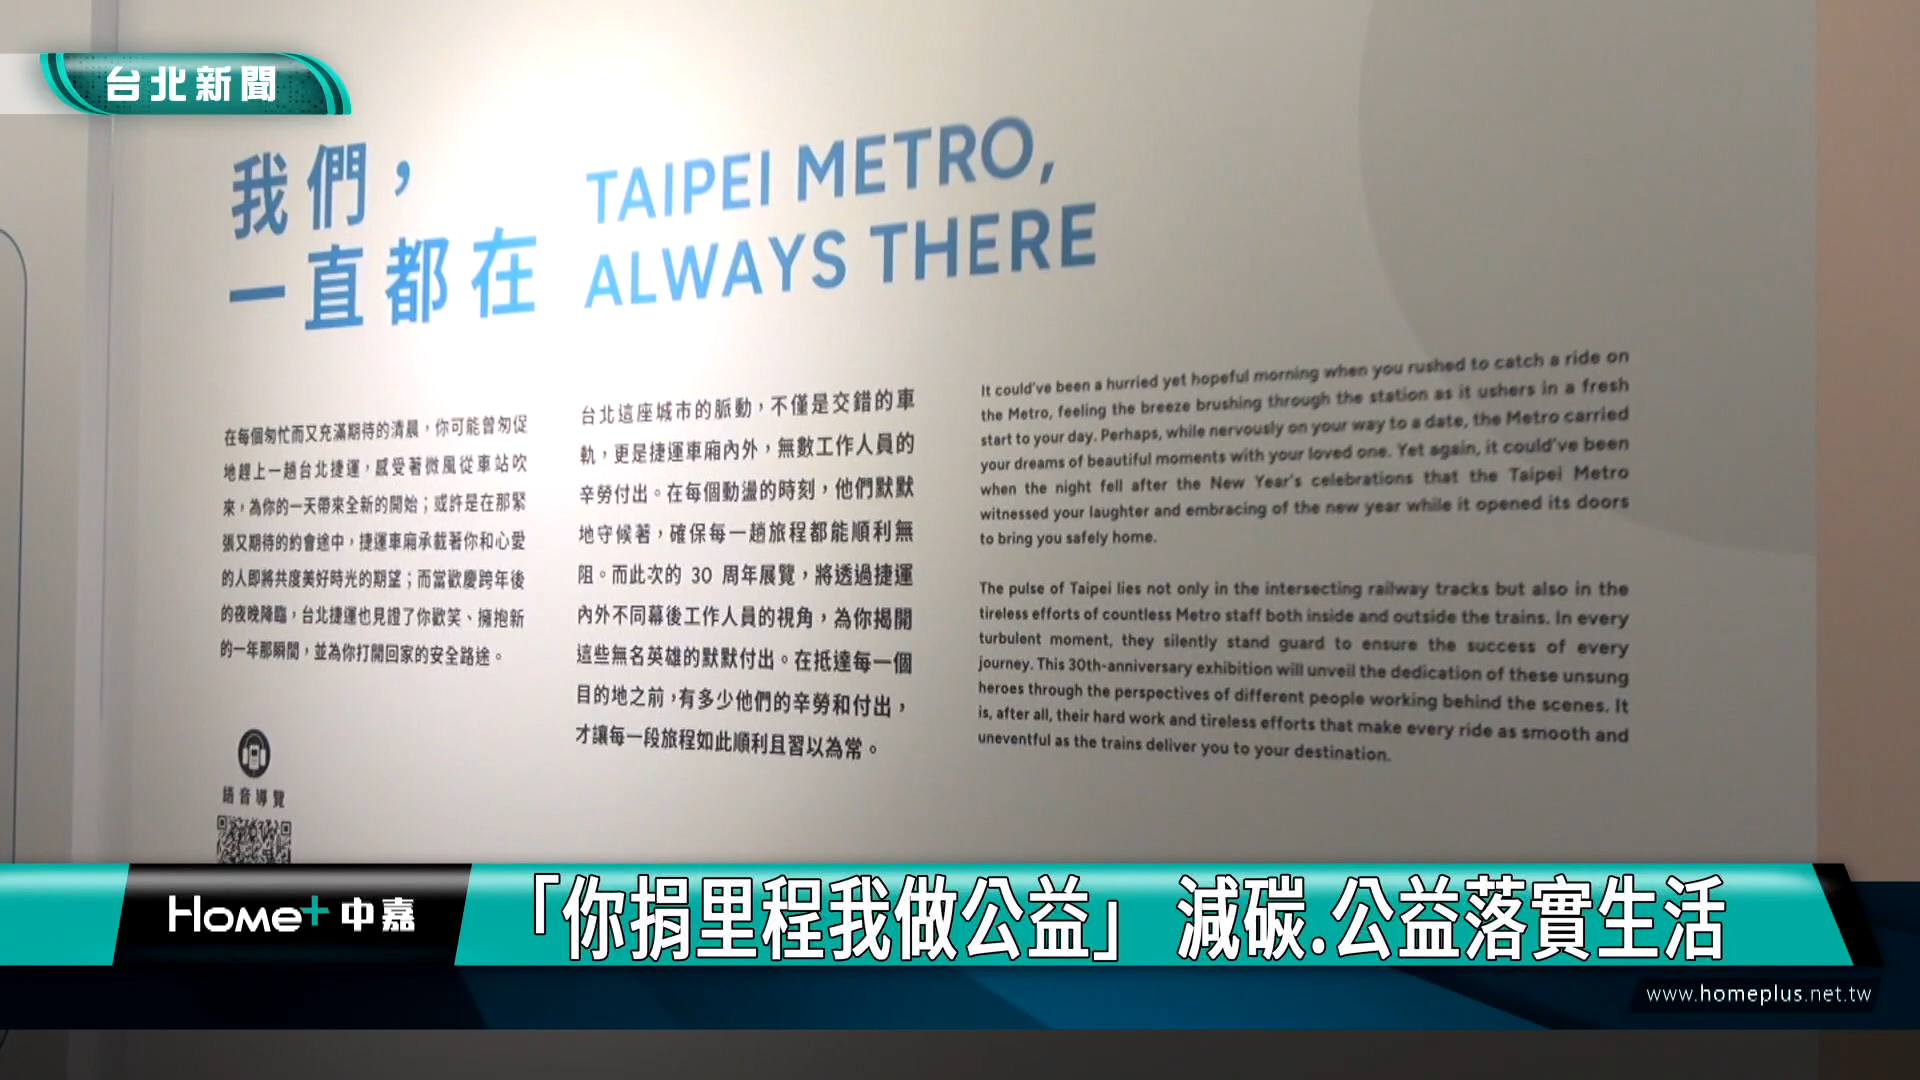 台北新聞
我們，
一直都在
TAIPEI METRO,
ALWAYS THERE
在每個匆忙而又充滿期待的清晨，你可能曾匆促
地趕上一趟台北捷運，感受著微風從車站吹
來，為你的一天帶來全新的開始；或許是在那緊
張又期待的約會途中，捷運車廂承載著你和心愛
的人即將共度美好時光的期望；而當歡慶跨年後
的夜晚降臨，台北捷運也見證了你歡笑、擁抱新
的一年那瞬間，並為你打開回家的安全路途。
台北這座城市的脈動，不僅是交錯的車
軌，更是捷運車廂內外，無數工作人員的
辛勞付出。在每個動盪的時刻，他們默默
地守候著，確保每一趟旅程都能順利無
阻。而此次的 30 周年展覽，將透過捷運
內外不同幕後工作人員的視角，為你揭開
這些無名英雄的默默付出。在抵達每一個
目的地之前，有多少他們的辛勞和付出，
才讓每一段旅程如此順利且習以為常。
It could've been a hurried yet hopeful morning when you rushed to catch a ride on
the Metro, feeling the breeze brushing through the station as it ushers in a fresh
start to your day. Perhaps, while nervously on your way to a date, the Metro carried
your dreams of beautiful moments with your loved one. Yet again, it could've been
when the night fell after the New Year's celebrations that the Taipei Metro
witnessed your laughter and embracing of the new year while it opened its doors
to bring you safely home.
The pulse of Taipei lies not only in the intersecting railway tracks but also in the
tireless efforts of countless Metro staff both inside and outside the trains. In every
turbulent moment, they silently stand guard to ensure the success of every
journey. This 30th-anniversary exhibition will unveil the dedication of these unsung
heroes through the perspectives of different people working behind the scenes. It
is, after all, their hard work and tireless efforts that make every ride as smooth and
uneventful as the trains deliver you to your destination.
語音導覽
Home+ 中嘉
「你捐里程我做公益」 減碳.公益落實生活
www.homeplus.net.tw